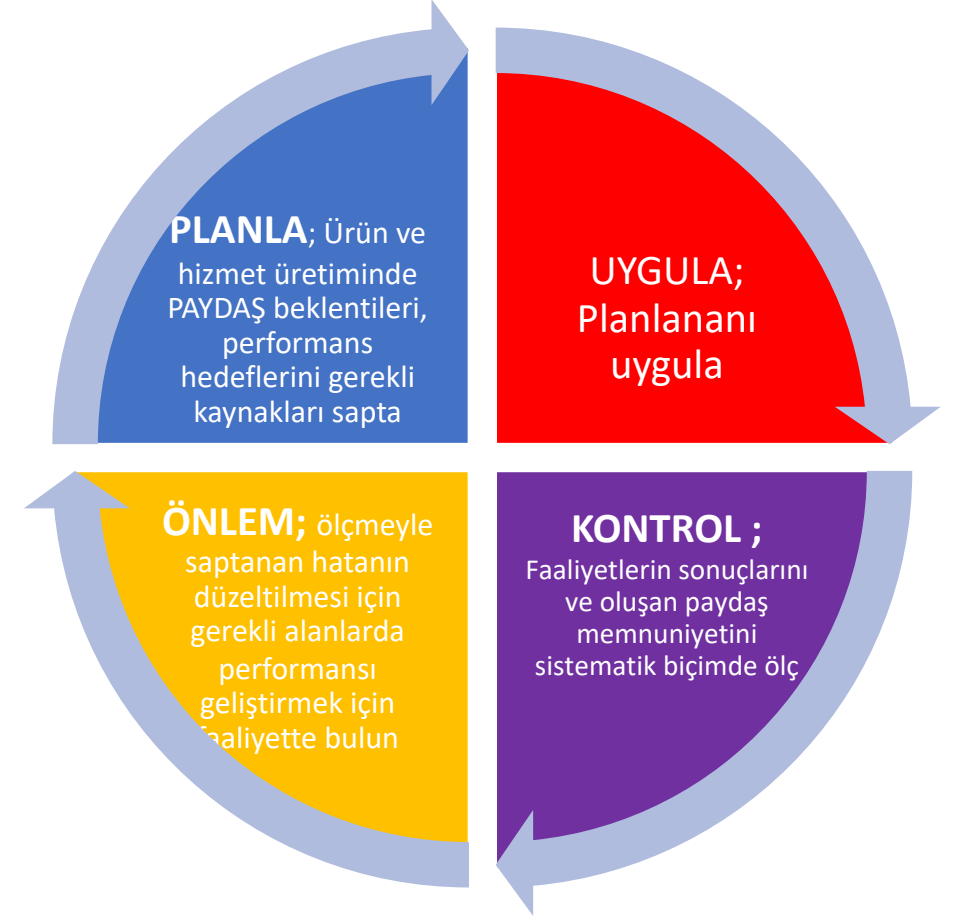 PLANLA; Ürün ve
hizmet üretiminde
PAYDAŞ beklentileri,
performans
hedeflerini gerekli
kaynakları sapta
UYGULA;
Planlananı
uygula
KONTROL ;
Faaliyetlerin sonuçlarını
ve oluşan paydaş
memnuniyetini
sistematik biçimde ölç
ÖNLEM; ölçmeyle
saptanan hatanın
düzeltilmesi için
gerekli alanlarda
performansı
geliştirmek için
faaliyette bulun